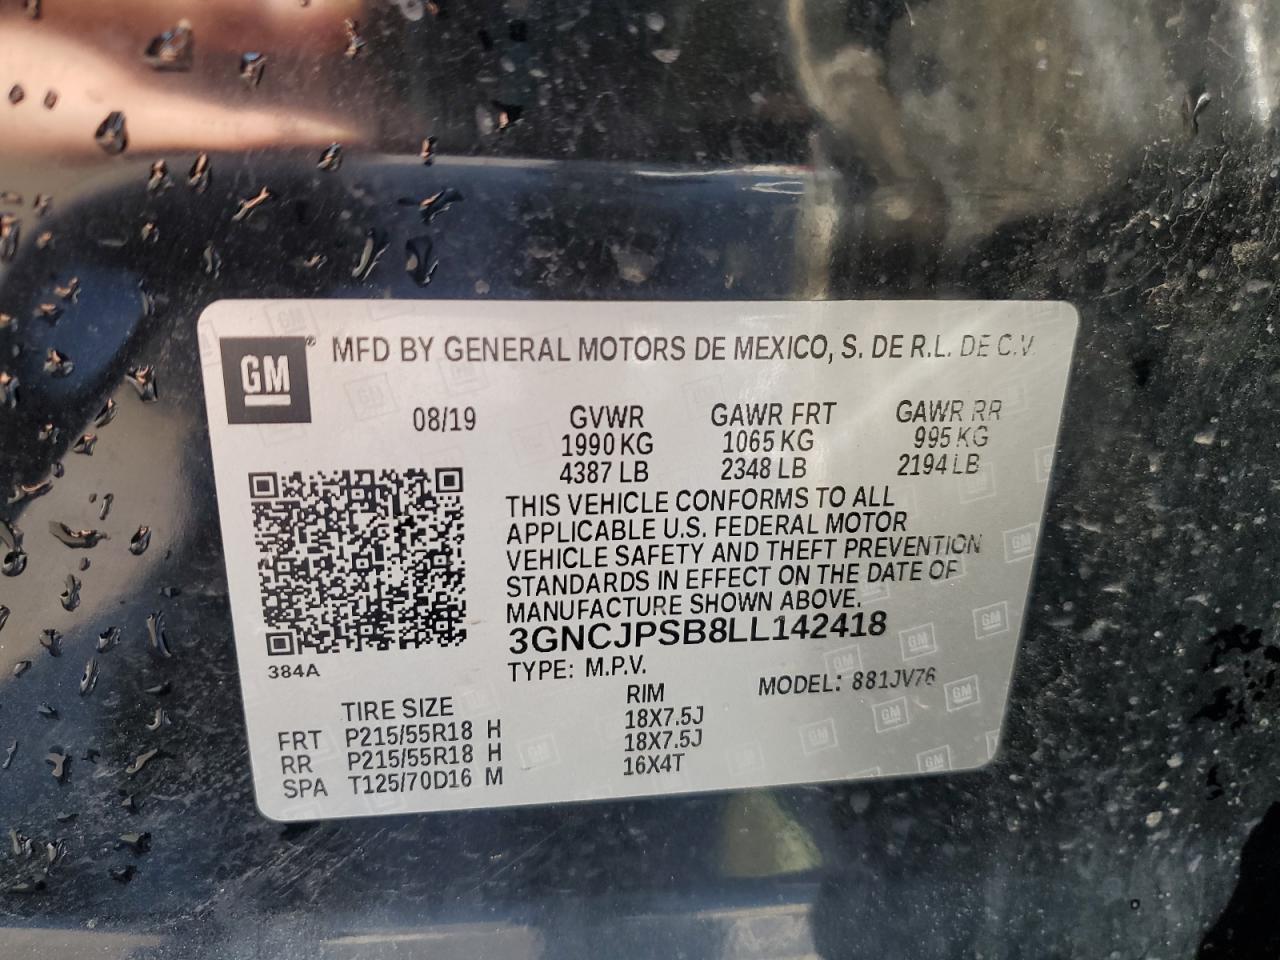 GM® MFD BY GENERAL MOTORS DE MEXICO, S. DE R.L. DE C.V.
08/19 GVWR GAWR FRT GAWR RR
1990 KG 1065 KG 995 KG
4387 LB 2348 LB 2194 LB
THIS VEHICLE CONFORMS TO ALL
APPLICABLE U.S. FEDERAL MOTOR
VEHICLE SAFETY AND THEFT PREVENTION
STANDARDS IN EFFECT ON THE DATE OF
MANUFACTURE SHOWN ABOVE.
3GNCJPSB8LL142418
384A
TYPE: M.P.V. MODEL: 881JV76
TIRE SIZE RIM
FRT P215/55R18 H 18X7.5J
RR P215/55R18 H 18X7.5J
SPA T125/70D16 M 16X4T